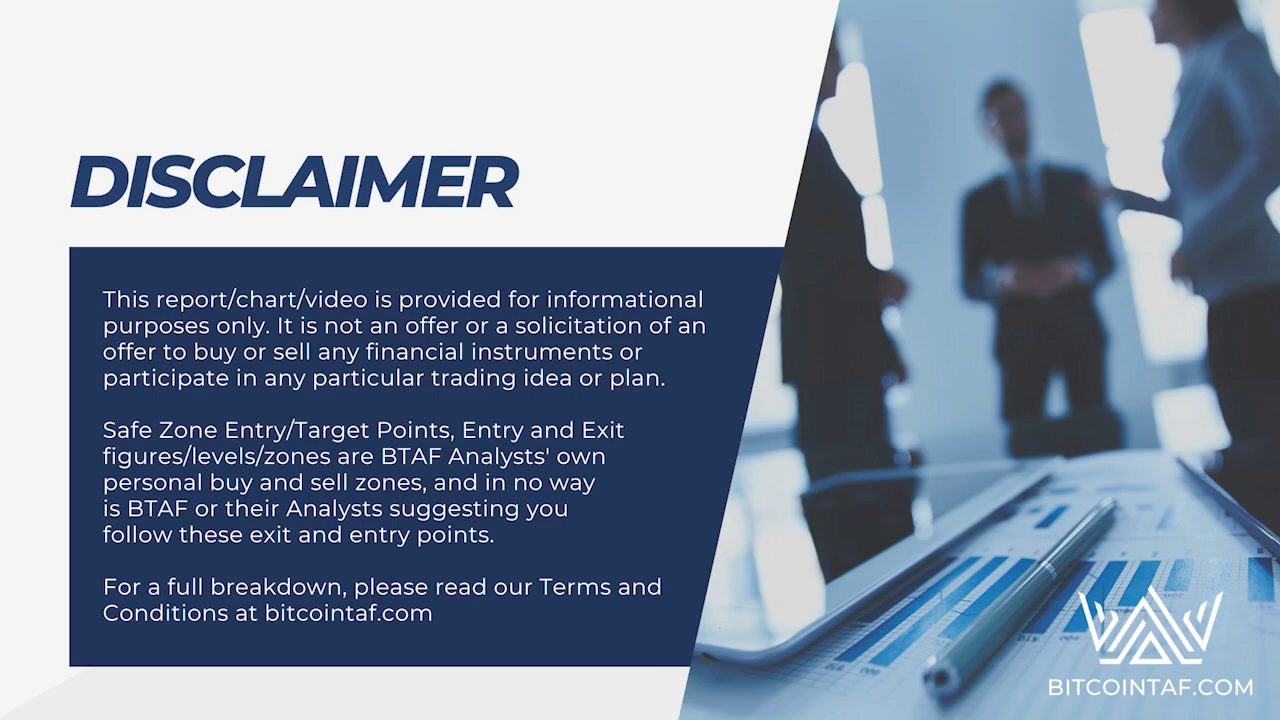 DISCLAIMER
This report/chart/video is provided for informational
purposes only. It is not an offer or a solicitation of an
offer to buy or sell any financial instruments or
participate in any particular trading idea or plan.
Safe Zone Entry/Target Points, Entry and Exit
figures/levels/zones are BTAF Analysts' own
personal buy and sell zones, and in no way
is BTAF or their Analysts suggesting you
follow these exit and entry points.
For a full breakdown, please read our Terms and
Conditions at bitcointaf.com
BITCOINTAF.COM